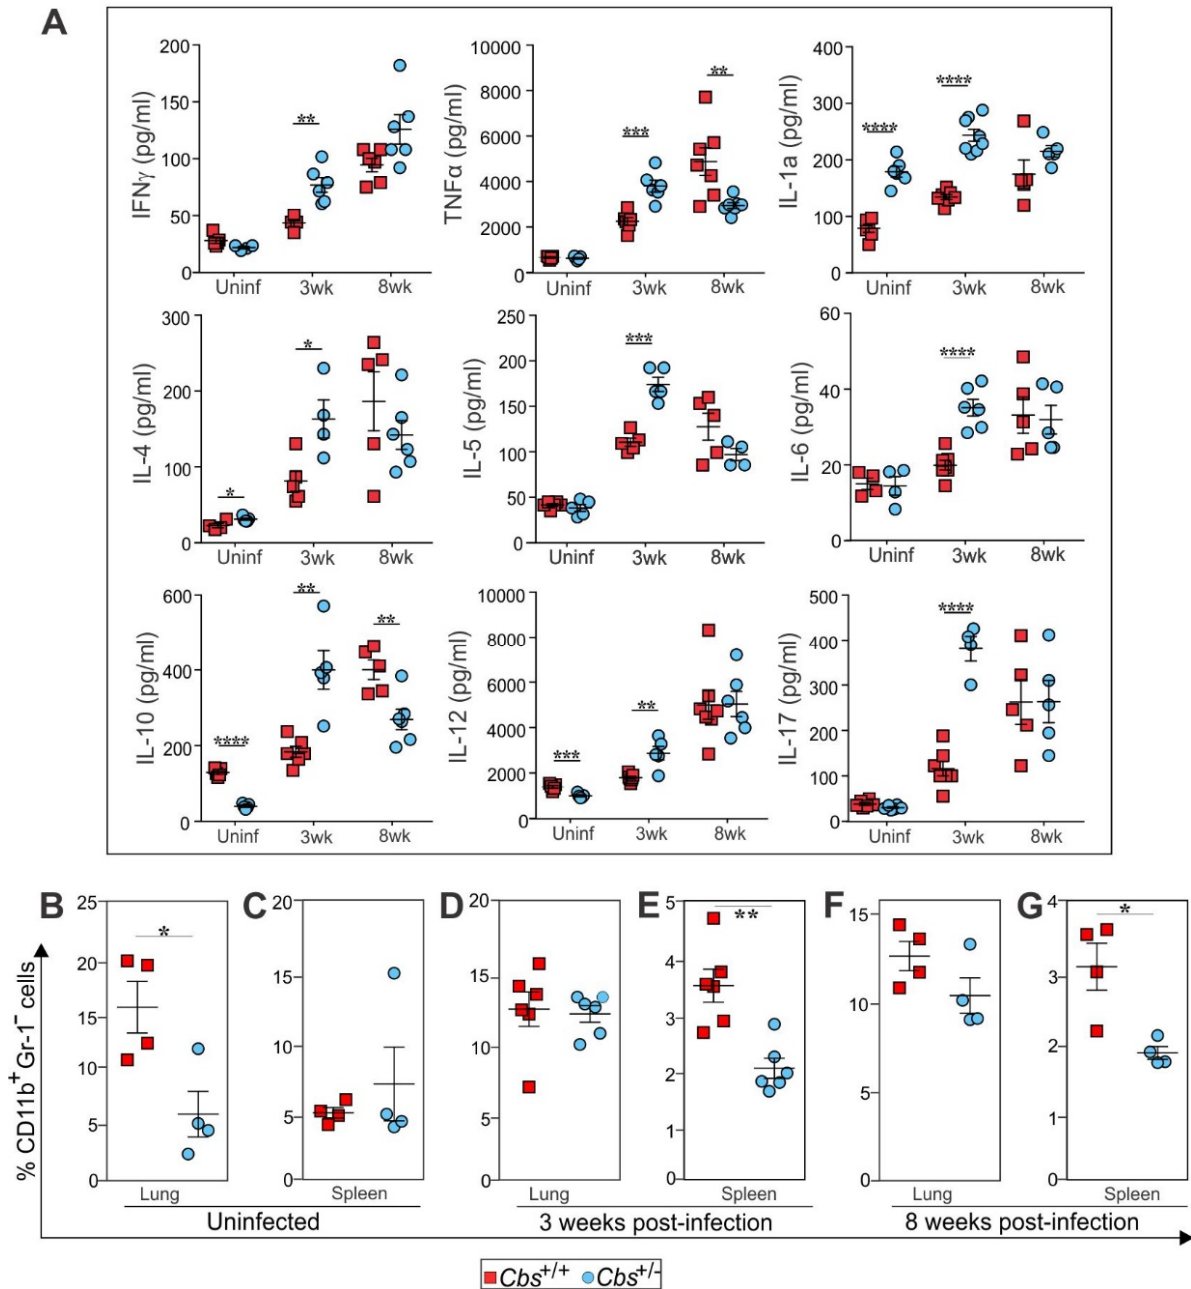 A
IFNγ (pg/ml)
200
150
100
50
0
**
Uninf 3wk 8wk
TNFα (pg/ml)
10000
8000
6000
4000
2000
0
***
**
Uninf 3wk 8wk
IL-1a (pg/ml)
400
300
200
100
0
****
****
Uninf 3wk 8wk
IL-4 (pg/ml)
300
200
100
0
*
*
Uninf 3wk 8wk
IL-5 (pg/ml)
250
200
150
100
50
0
***
Uninf 3wk 8wk
IL-6 (pg/ml)
60
40
20
0
****
Uninf 3wk 8wk
IL-10 (pg/ml)
600
400
200
0
****
**
**
Uninf 3wk 8wk
IL-12 (pg/ml)
10000
8000
6000
4000
2000
0
***
**
Uninf 3wk 8wk
IL-17 (pg/ml)
500
400
300
200
100
0
****
Uninf 3wk 8wk
% CD11b+ Gr-1- cells
B
25
20
15
10
5
0
*
Lung
C
20
15
10
5
0
Spleen
Uninfected
D
20
15
10
5
0
Lung
E
5
4
3
2
1
0
**
Spleen
3 weeks post-infection
F
15
10
5
0
Lung
G
4
3
2
1
0
*
Spleen
8 weeks post-infection
Cbs+/+ Cbs+/-